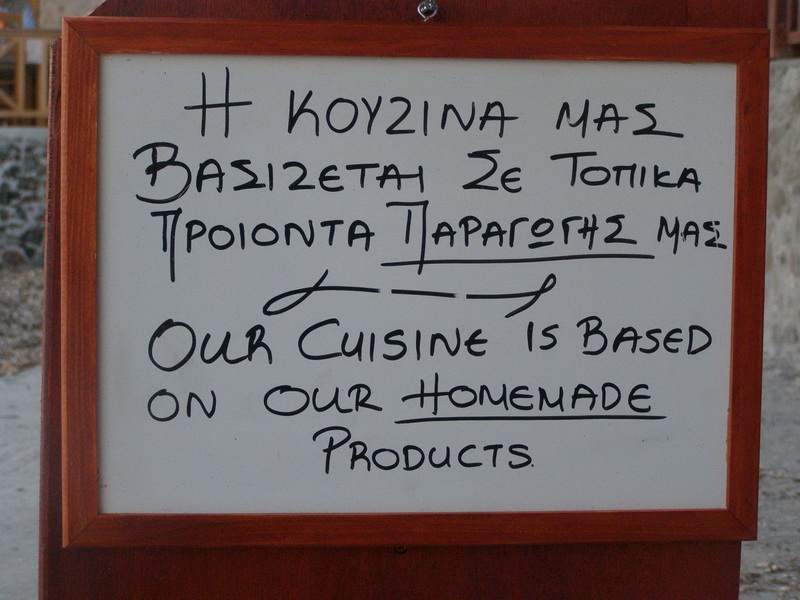 Η ΚΟΥΖΙΝΑ ΜΑΣ
ΒΑΣΙΖΕΤΑΙ ΣΕ ΤΟΠΙΚΑ
ΠΡΟΙΟΝΤΑ ΠΑΡΑΓΩΓΗΣ ΜΑΣ
OUR CUISINE IS BASED
ON OUR HOMEMADE
PRODUCTS.